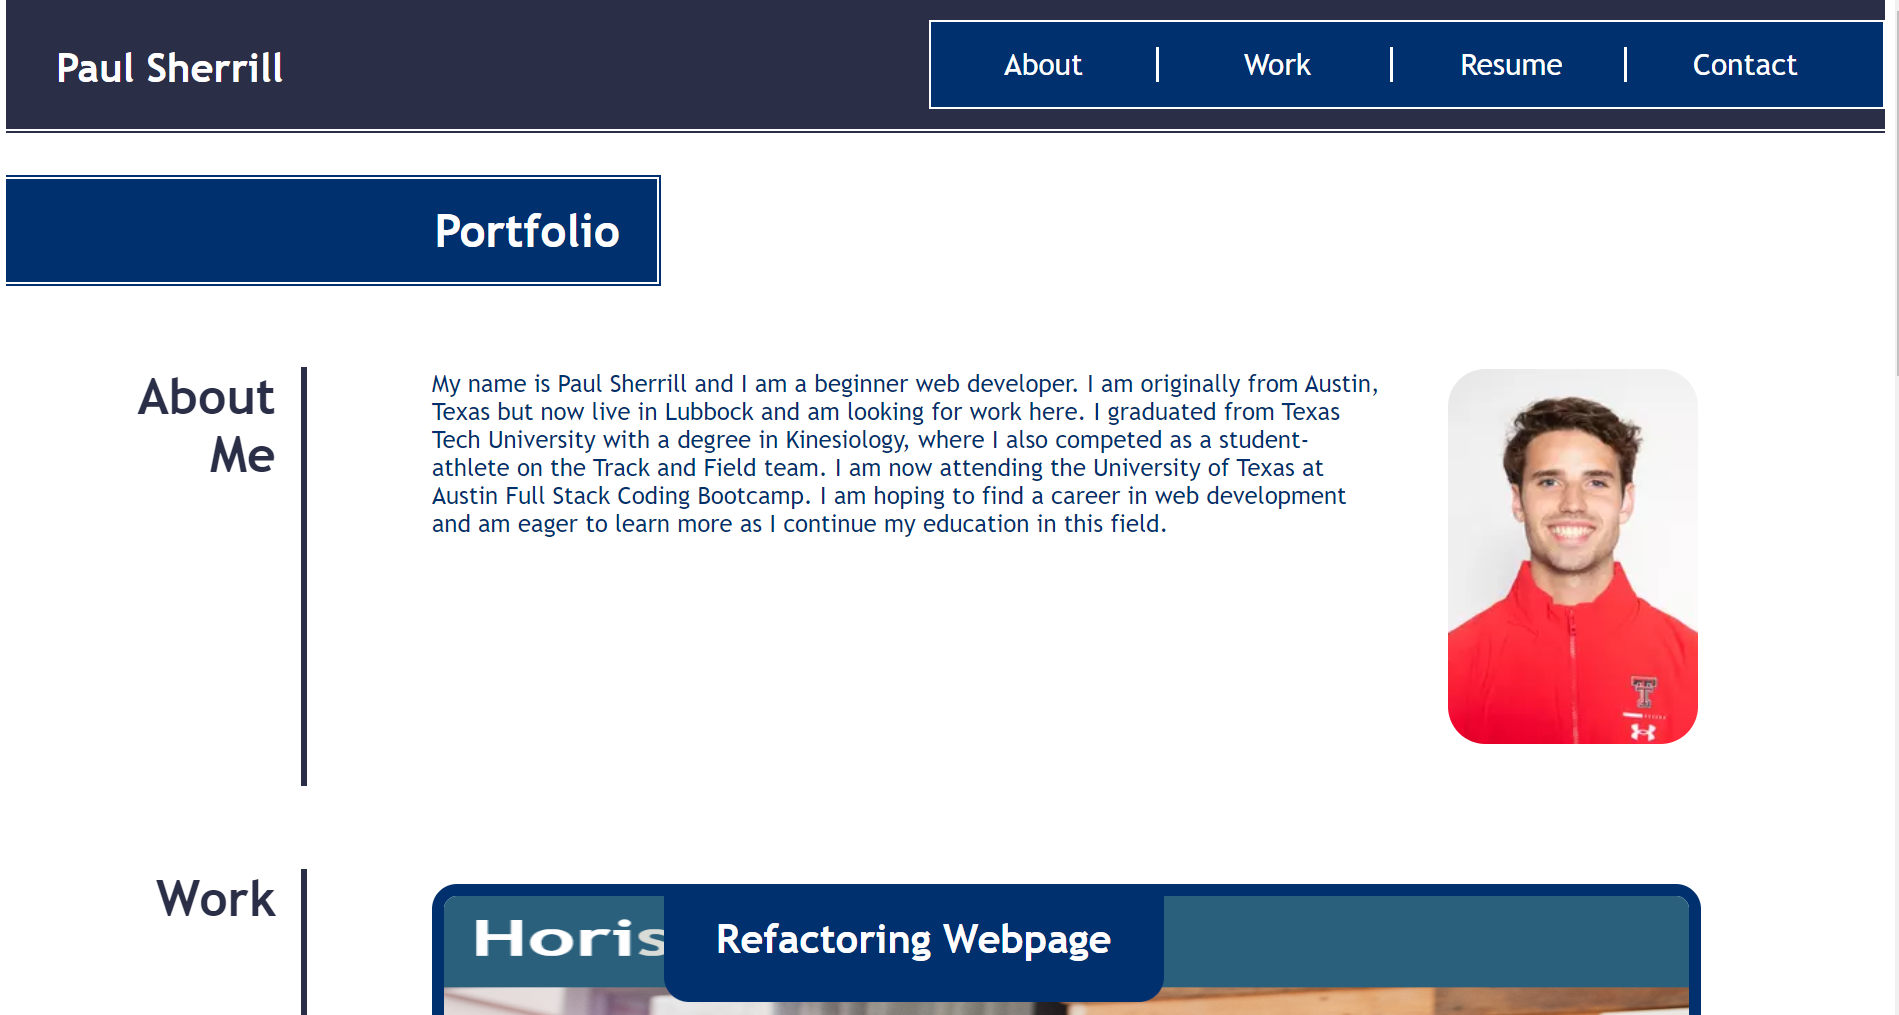 Paul Sherrill
About
Work
Resume
Contact
Portfolio
About
Me
My name is Paul Sherrill and I am a beginner web developer. I am originally from Austin,
Texas but now live in Lubbock and am looking for work here. I graduated from Texas
Tech University with a degree in Kinesiology, where I also competed as a student-
athlete on the Track and Field team. I am now attending the University of Texas at
Austin Full Stack Coding Bootcamp. I am hoping to find a career in web development
and am eager to learn more as I continue my education in this field.
T
Work
Horis
Refactoring Webpage